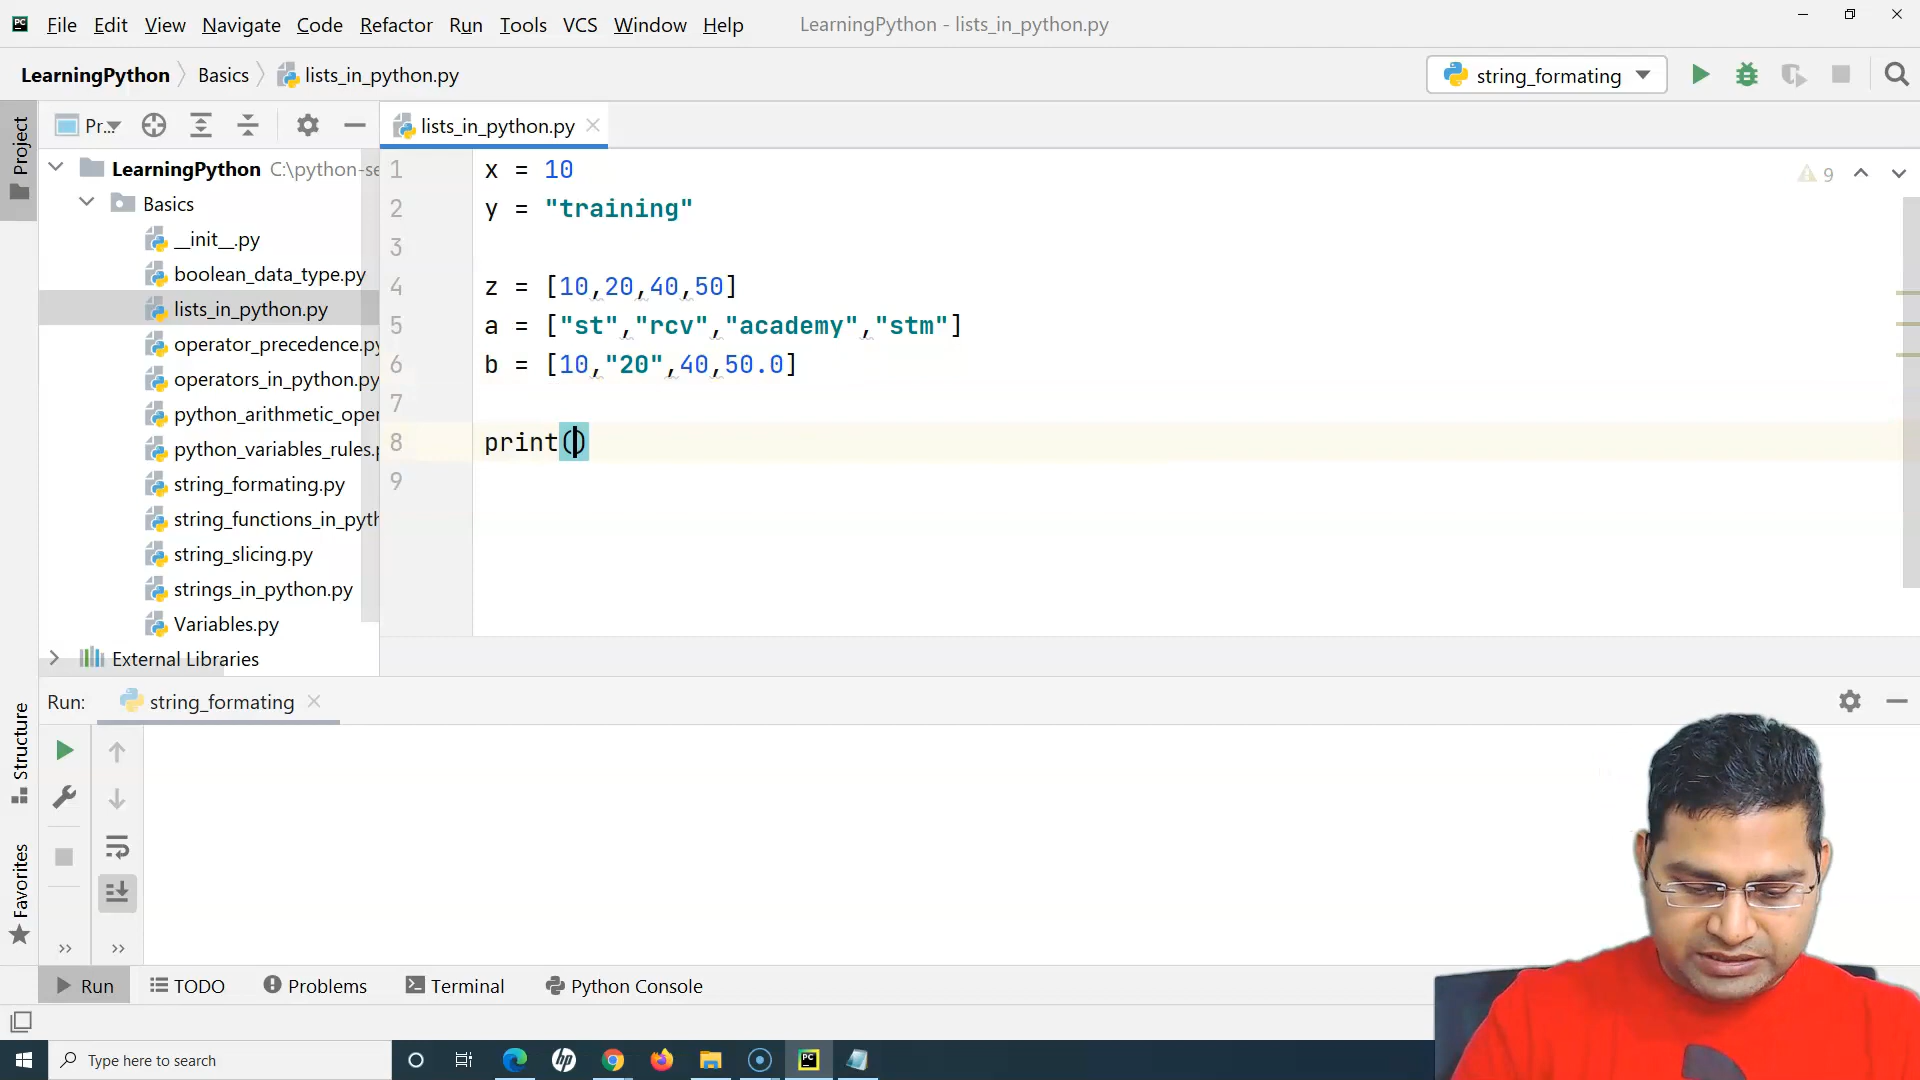 File Edit View Navigate Code Refactor Run Tools VCS Window Help LearningPython - lists_in_python.py
LearningPython Basics lists_in_python.py string_formating
Project
Pr...
lists_in_python.py
LearningPython C:\python-se
Basics
__init__.py
boolean_data_type.py
lists_in_python.py
operator_precedence.py
operators_in_python.py
python_arithmetic_oper
python_variables_rules.p
string_formating.py
string_functions_in_pyth
string_slicing.py
strings_in_python.py
Variables.py
External Libraries
1 x = 10
2 y = "training"
3
4 z = [10,20,40,50]
5 a = ["st","rcv","academy","stm"]
6 b = [10,"20",40,50.0]
7
8 print()
9
9
Run: string_formating
Structure
Favorites
Run TODO Problems Terminal Python Console
Type here to search
hp
PC